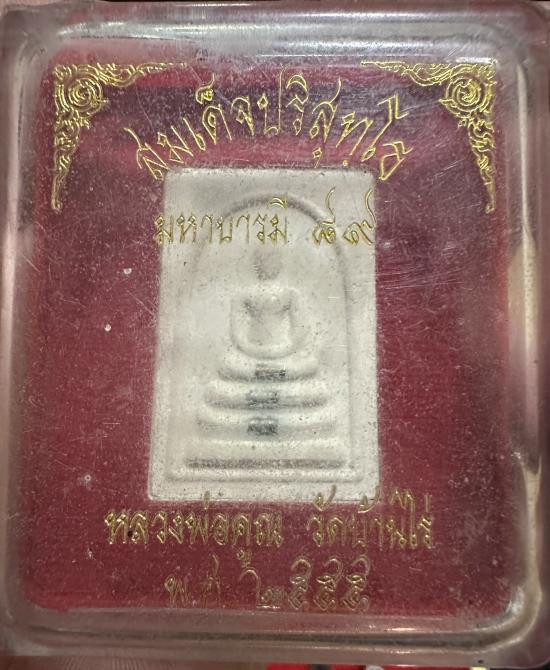 สมเด็จปริสุทฺโธ
มหาบารมี ๘๙
หลวงพ่อคูณ วัดบ้านไร่
พ.ศ. ๒๕๕๕